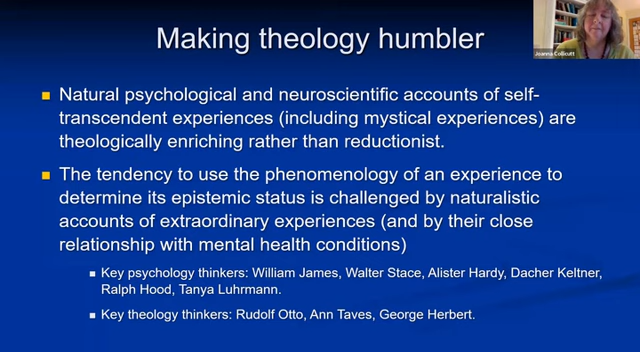 Making theology humbler
Joanna Collicutt
Natural psychological and neuroscientific accounts of self-
transcendent experiences (including mystical experiences) are
theologically enriching rather than reductionist.
The tendency to use the phenomenology of an experience to
determine its epistemic status is challenged by naturalistic
accounts of extraordinary experiences (and by their close
relationship with mental health conditions)
Key psychology thinkers: William James, Walter Stace, Alister Hardy, Dacher Keltner,
Ralph Hood, Tanya Luhrmann.
Key theology thinkers: Rudolf Otto, Ann Taves, George Herbert.